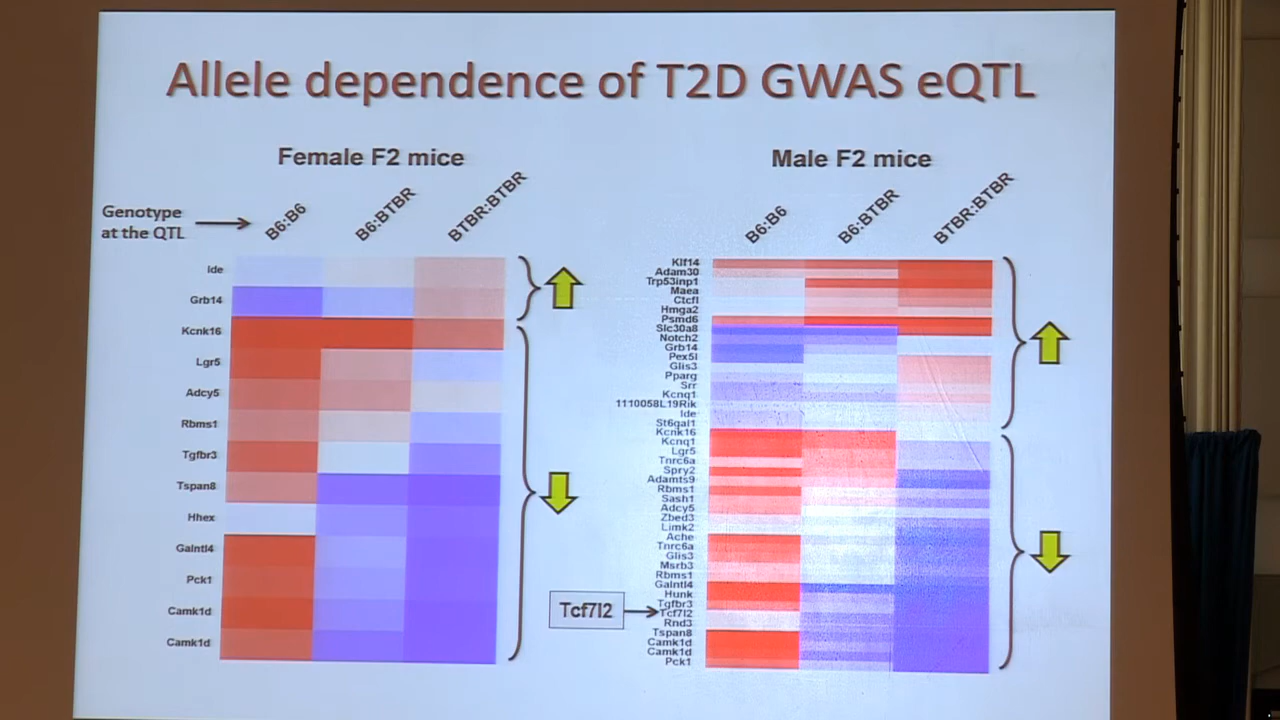 Allele dependence of T2D GWAS eQTL
Female F2 mice
Genotype
at the QTL
B6:B6
B6:BTBR
BTBR:BTBR
Ide
Grb14
Kcnk16
Lgr5
Adcy5
Rbms1
Tgfbr3
Tspan8
Hhex
Galntl4
Pck1
Camk1d
Camk1d
Male F2 mice
B6:B6
B6:BTBR
BTBR:BTBR
Klf14
Adam30
Trp53inp1
Maea
Ctcfl
Hmga2
Psmd6
Slc30a8
Notch2
Grb14
Pex5l
Glis3
Pparg
Srr
Kcnq1
1110058L19Rik
Ide
St6gal1
Kcnk16
Kcnq1
Lgr5
Tnrc6a
Spry2
Adamts9
Rbms1
Sash1
Adcy5
Zbed3
Limk2
Ache
Tnrc6a
Glis3
Msrb3
Rbms1
Galntl4
Hunk
Tgfbr3
Tcf7l2
Tcf7l2
Rnd3
Tspan8
Camk1d
Camk1d
Pck1